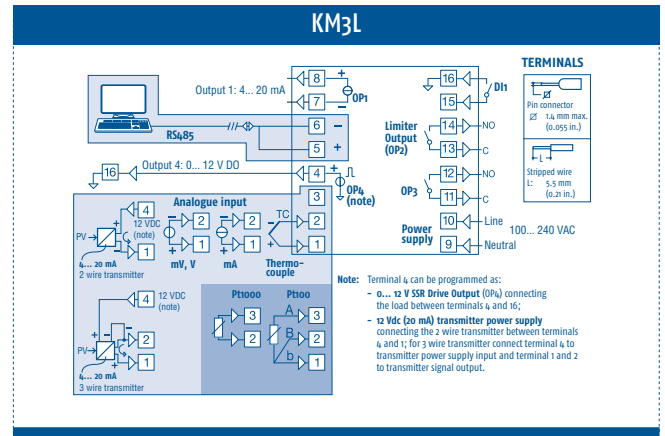 KM3L
TERMINALS
Pin connector
Ø 1.4 mm max.
(0.055 in.)
L
Stripped wire
L: 5.5 mm
(0.21 in.)
Output 1: 4... 20 mA
8
+
7
−
OP1
RS485
6 −
5 +
16
Output 4: 0... 12 V DO
4
+
−
OP4
(note)
3
2
1
16
15
DI1
Limiter
Output
(OP2)
14
NO
13
C
OP3
12
NO
11
C
Power
supply
10
Line
9
Neutral
100... 240 VAC
Analogue input
4
12 VDC
(note)
PV
+
−
1
4... 20 mA
2 wire transmitter
−
+
2
1
mV, V
−
+
2
1
mA
TC
−
+
Thermo-
couple
4
12 VDC
(note)
PV
+
−
−
+
2
1
4... 20 mA
3 wire transmitter
Pt1000
3
2
Pt100
A
3
B
2
b
1
Note: Terminal 4 can be programmed as:
– 0... 12 V SSR Drive Output (OP4) connecting
the load between terminals 4 and 16;
– 12 Vdc (20 mA) transmitter power supply
connecting the 2 wire transmitter between terminals
4 and 1; for 3 wire transmitter connect terminal 4 to
transmitter power supply input and terminal 1 and 2
to transmitter signal output.